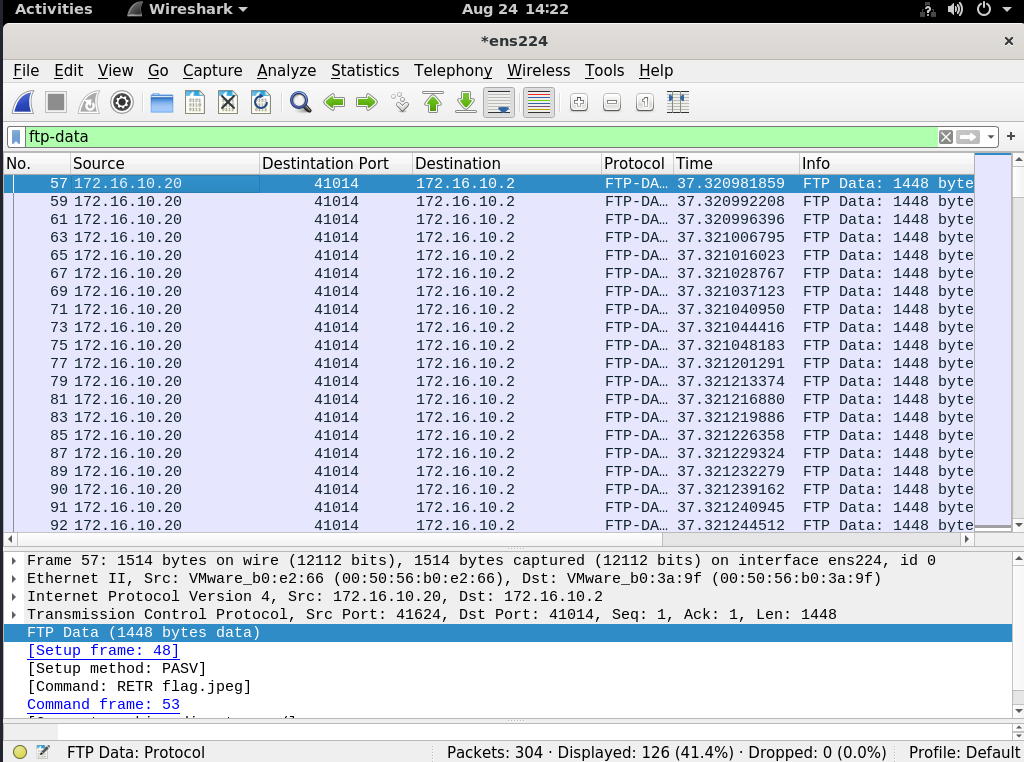 Activities Wireshark Aug 24 14:22
*ens224 ×
File Edit View Go Capture Analyze Statistics Telephony Wireless Tools Help
ftp-data
No. Source Destintation Port Destination Protocol Time Info
57 172.16.10.20 41014 172.16.10.2 FTP-DA… 37.320981859 FTP Data: 1448 byte
59 172.16.10.20 41014 172.16.10.2 FTP-DA… 37.320992208 FTP Data: 1448 byte
61 172.16.10.20 41014 172.16.10.2 FTP-DA… 37.320996396 FTP Data: 1448 byte
63 172.16.10.20 41014 172.16.10.2 FTP-DA… 37.321006795 FTP Data: 1448 byte
65 172.16.10.20 41014 172.16.10.2 FTP-DA… 37.321016023 FTP Data: 1448 byte
67 172.16.10.20 41014 172.16.10.2 FTP-DA… 37.321028767 FTP Data: 1448 byte
69 172.16.10.20 41014 172.16.10.2 FTP-DA… 37.321037123 FTP Data: 1448 byte
71 172.16.10.20 41014 172.16.10.2 FTP-DA… 37.321040950 FTP Data: 1448 byte
73 172.16.10.20 41014 172.16.10.2 FTP-DA… 37.321044416 FTP Data: 1448 byte
75 172.16.10.20 41014 172.16.10.2 FTP-DA… 37.321048183 FTP Data: 1448 byte
77 172.16.10.20 41014 172.16.10.2 FTP-DA… 37.321201291 FTP Data: 1448 byte
79 172.16.10.20 41014 172.16.10.2 FTP-DA… 37.321213374 FTP Data: 1448 byte
81 172.16.10.20 41014 172.16.10.2 FTP-DA… 37.321216880 FTP Data: 1448 byte
83 172.16.10.20 41014 172.16.10.2 FTP-DA… 37.321219886 FTP Data: 1448 byte
85 172.16.10.20 41014 172.16.10.2 FTP-DA… 37.321226358 FTP Data: 1448 byte
87 172.16.10.20 41014 172.16.10.2 FTP-DA… 37.321229324 FTP Data: 1448 byte
89 172.16.10.20 41014 172.16.10.2 FTP-DA… 37.321232279 FTP Data: 1448 byte
90 172.16.10.20 41014 172.16.10.2 FTP-DA… 37.321239162 FTP Data: 1448 byte
91 172.16.10.20 41014 172.16.10.2 FTP-DA… 37.321240945 FTP Data: 1448 byte
92 172.16.10.20 41014 172.16.10.2 FTP-DA… 37.321244512 FTP Data: 1448 byte
Frame 57: 1514 bytes on wire (12112 bits), 1514 bytes captured (12112 bits) on interface ens224, id 0
Ethernet II, Src: VMware_b0:e2:66 (00:50:56:b0:e2:66), Dst: VMware_b0:3a:9f (00:50:56:b0:3a:9f)
Internet Protocol Version 4, Src: 172.16.10.20, Dst: 172.16.10.2
Transmission Control Protocol, Src Port: 41624, Dst Port: 41014, Seq: 1, Ack: 1, Len: 1448
FTP Data (1448 bytes data)
[Setup frame: 48]
[Setup method: PASV]
[Command: RETR flag.jpeg]
Command frame: 53
FTP Data: Protocol Packets: 304 · Displayed: 126 (41.4%) · Dropped: 0 (0.0%) Profile: Default